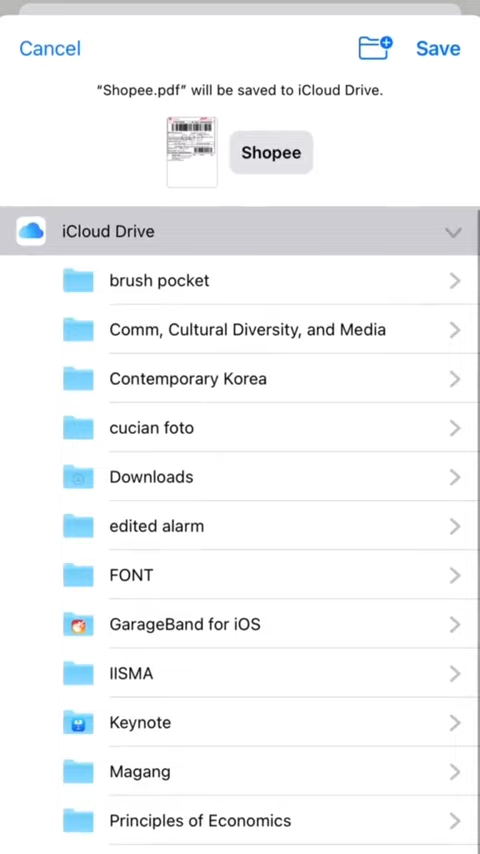 Cancel
Save
“Shopee.pdf” will be saved to iCloud Drive.
Shopee
iCloud Drive
brush pocket
Comm, Cultural Diversity, and Media
Contemporary Korea
cucian foto
Downloads
edited alarm
FONT
GarageBand for iOS
IISMA
Keynote
Magang
Principles of Economics